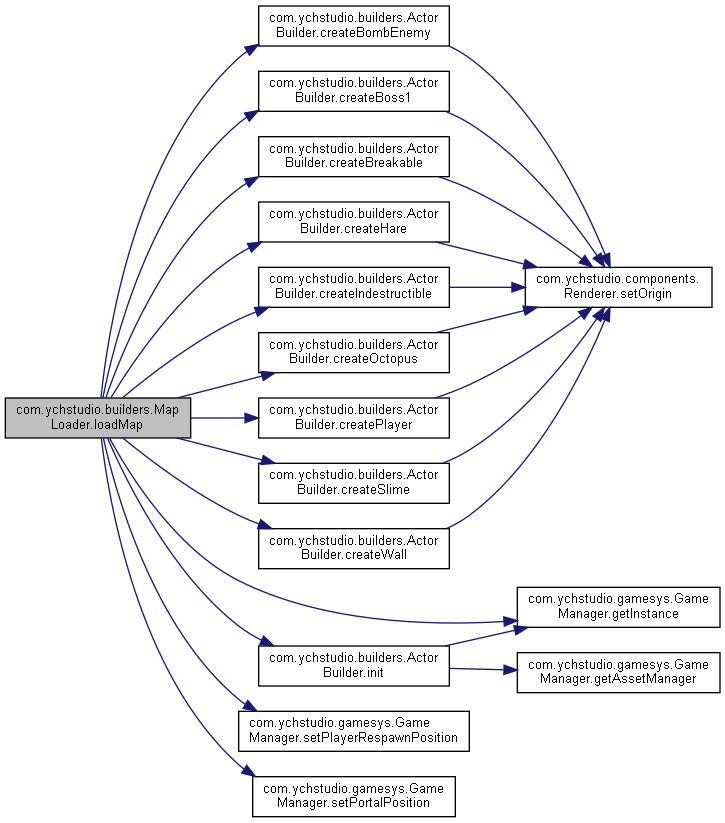 com.ychstudio.builders.Actor
Builder.createBombEnemy
com.ychstudio.builders.Actor
Builder.createBoss1
com.ychstudio.builders.Actor
Builder.createBreakable
com.ychstudio.builders.Actor
Builder.createHare
com.ychstudio.builders.Actor
Builder.createIndestructible
com.ychstudio.builders.Actor
Builder.createOctopus
com.ychstudio.builders.Map
Loader.loadMap
com.ychstudio.builders.Actor
Builder.createPlayer
com.ychstudio.builders.Actor
Builder.createSlime
com.ychstudio.builders.Actor
Builder.createWall
com.ychstudio.builders.Actor
Builder.init
com.ychstudio.gamesys.Game
Manager.setPlayerRespawnPosition
com.ychstudio.gamesys.Game
Manager.setPortalPosition
com.ychstudio.components.
Renderer.setOrigin
com.ychstudio.gamesys.Game
Manager.getInstance
com.ychstudio.gamesys.Game
Manager.getAssetManager